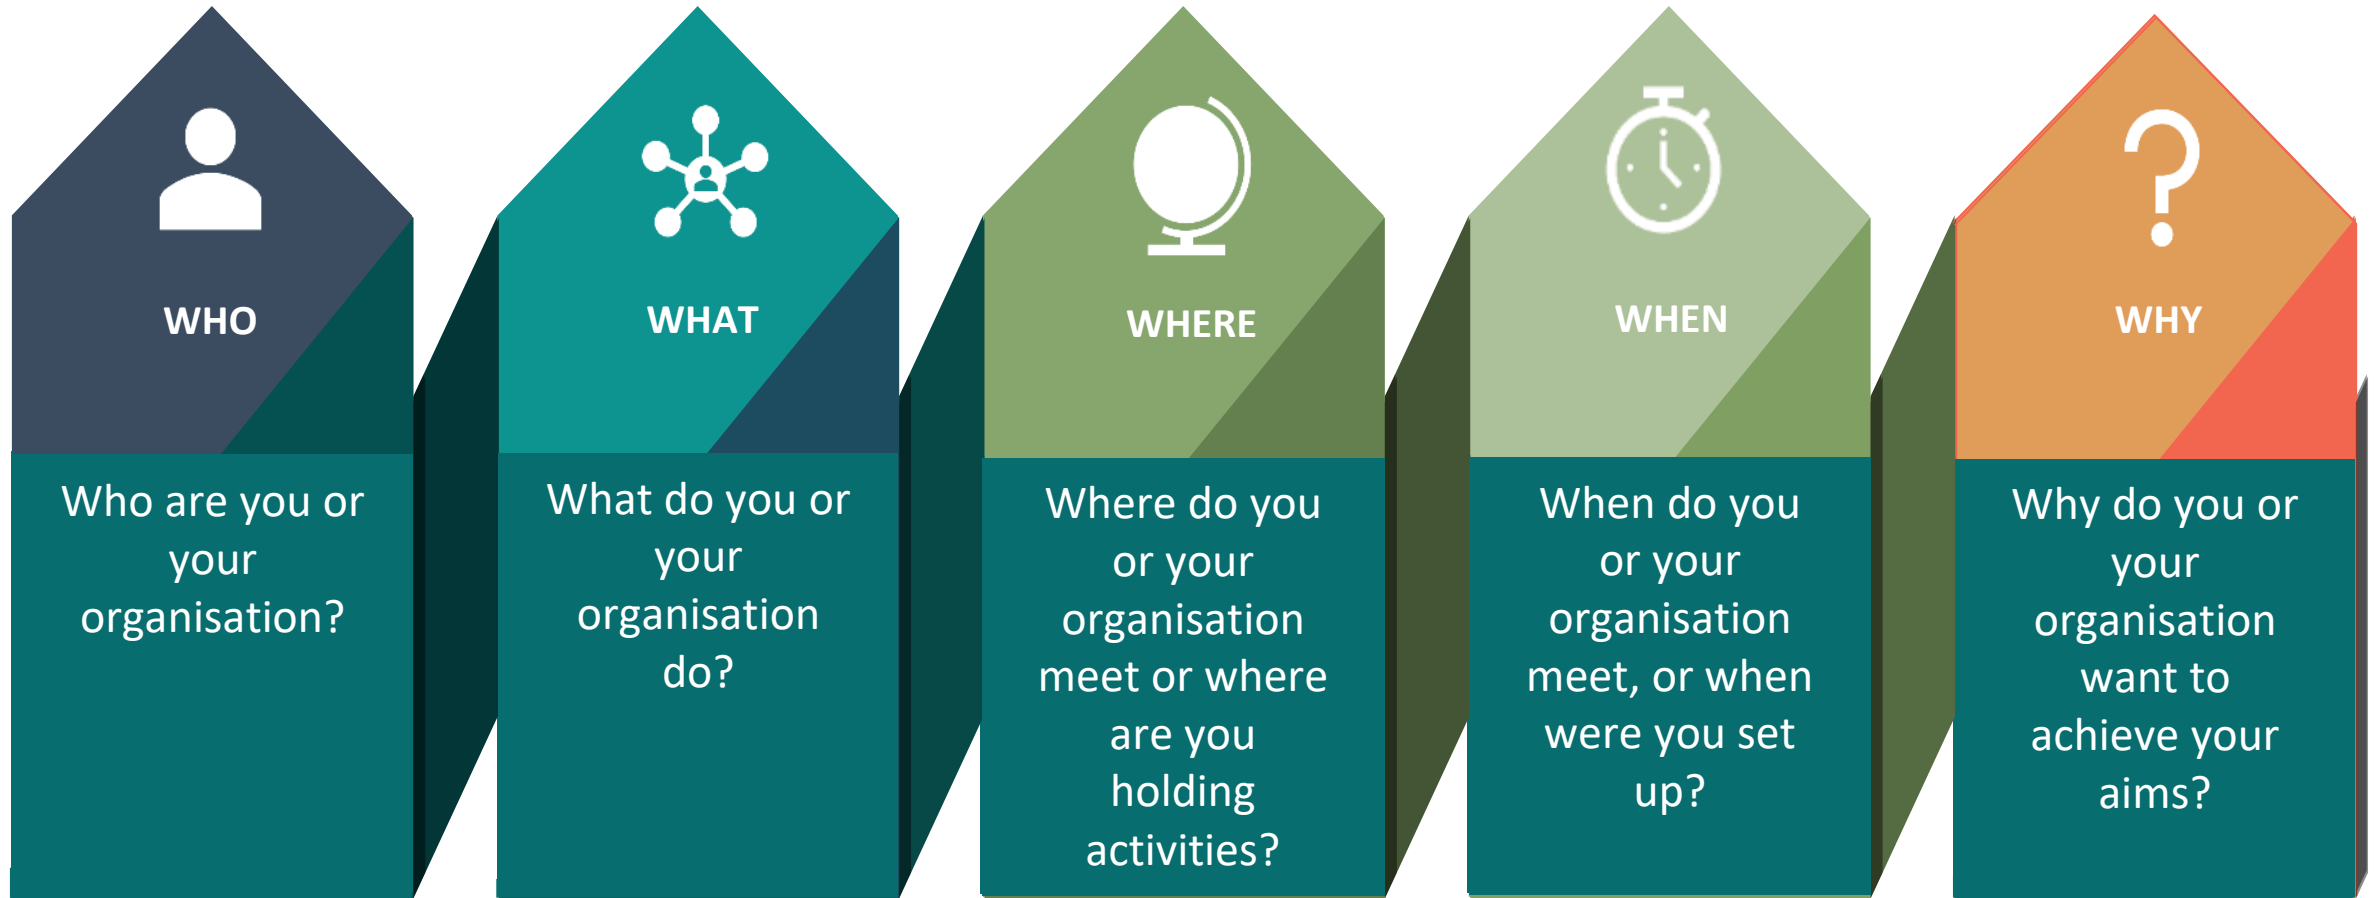 WHO
Who are you or
your
organisation?
WHAT
What do you or
your
organisation
do?
WHERE
Where do you
or your
organisation
meet or where
are you
holding
activities?
WHEN
When do you
or your
organisation
meet, or when
were you set
up?
WHY
Why do you or
your
organisation
want to
achieve your
aims?